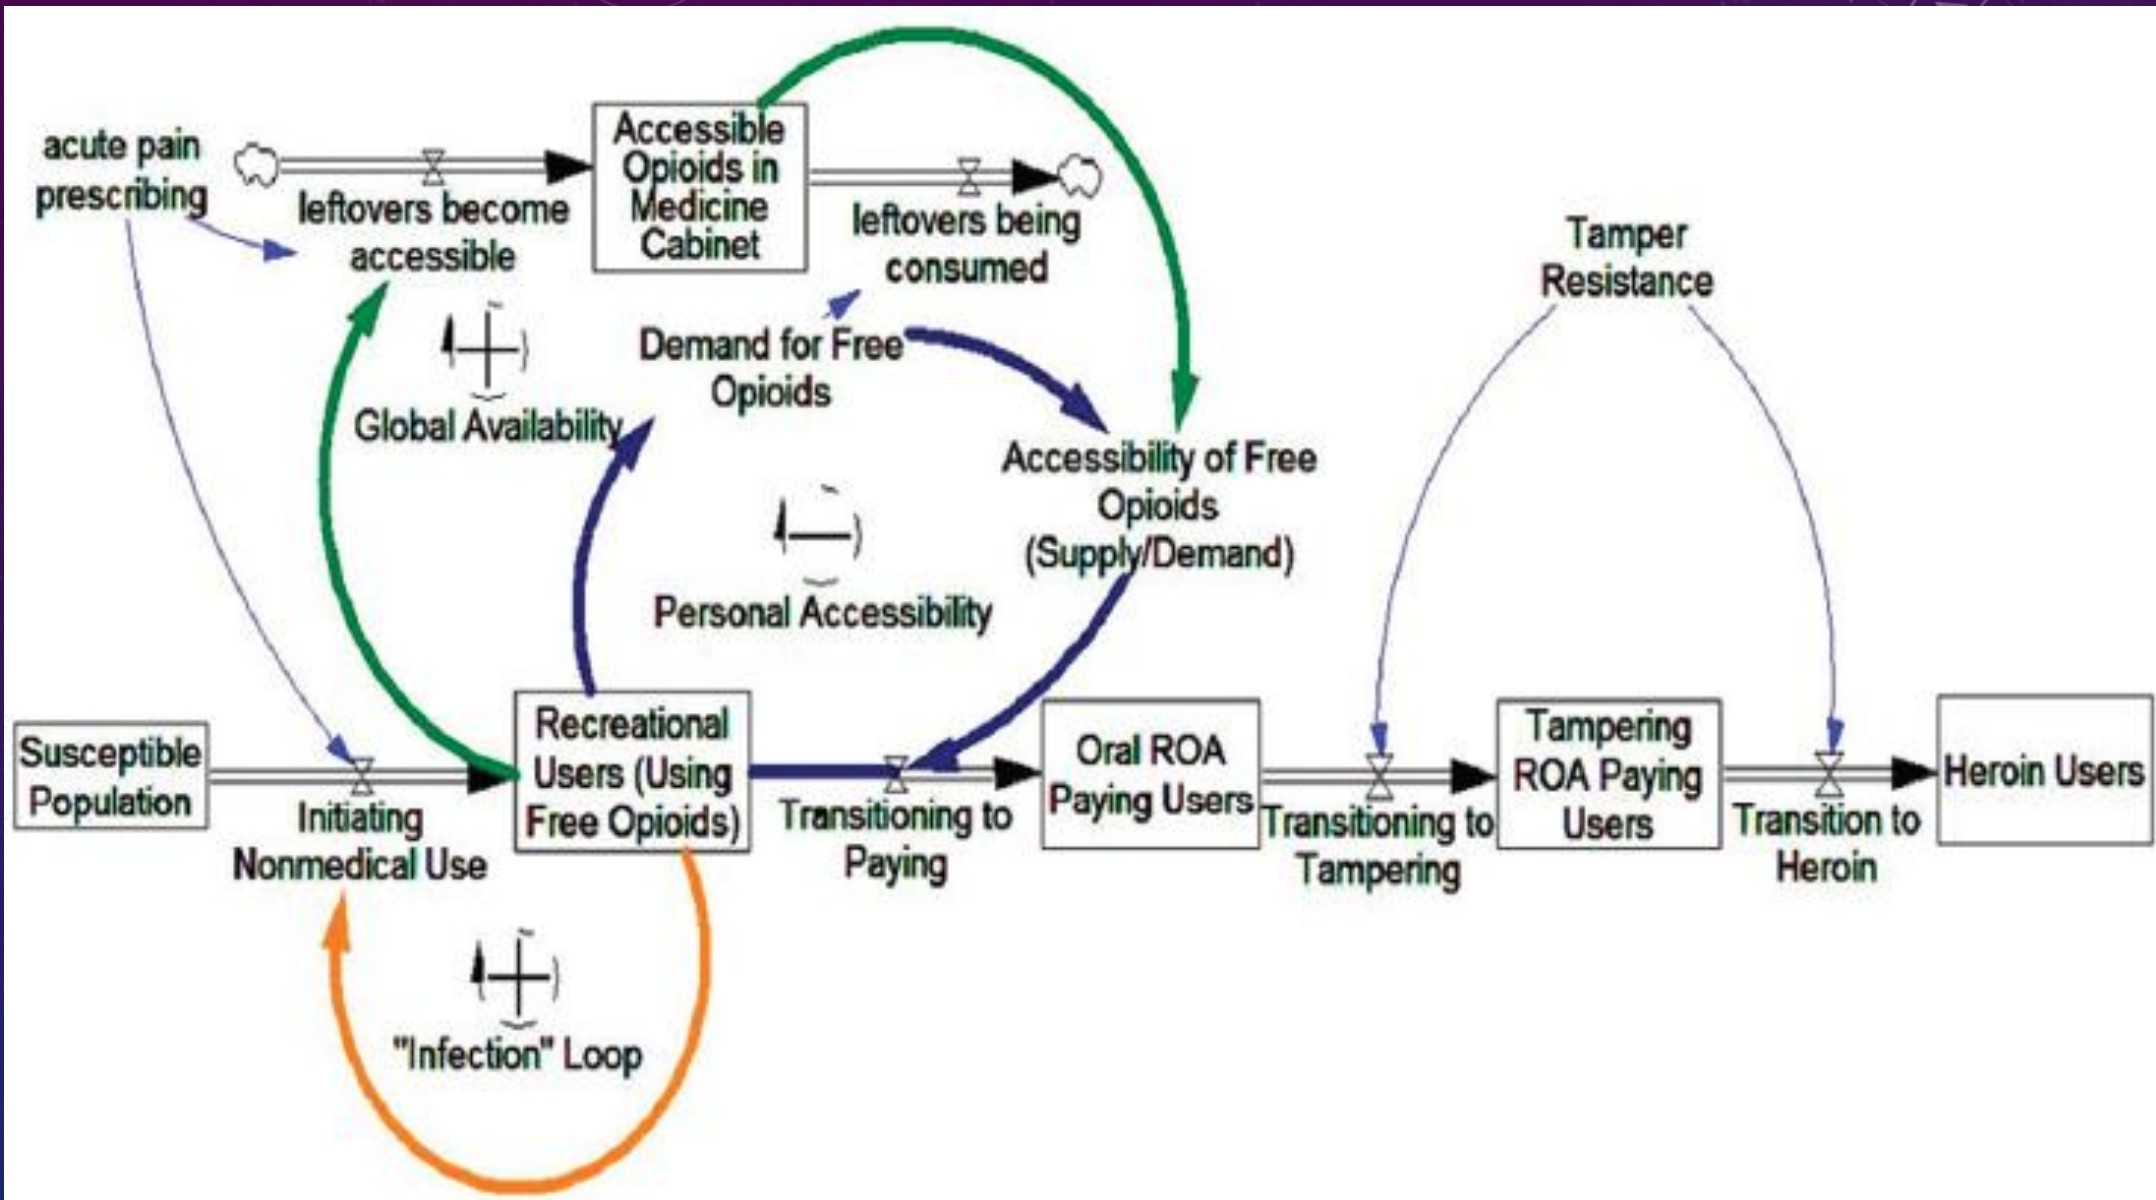 acute pain
prescribing
leftovers become
accessible
Accessible
Opioids in
Medicine
Cabinet
leftovers being
consumed
Tamper
Resistance
Demand for Free
Opioids
Global Availability
Accessibility of Free
Opioids
(Supply/Demand)
Personal Accessibility
Susceptible
Population
Initiating
Nonmedical Use
Recreational
Users (Using
Free Opioids)
Transitioning to
Paying
Oral ROA
Paying Users
Transitioning to
Tampering
Tampering
ROA Paying
Users
Transition to
Heroin
Heroin Users
"Infection" Loop